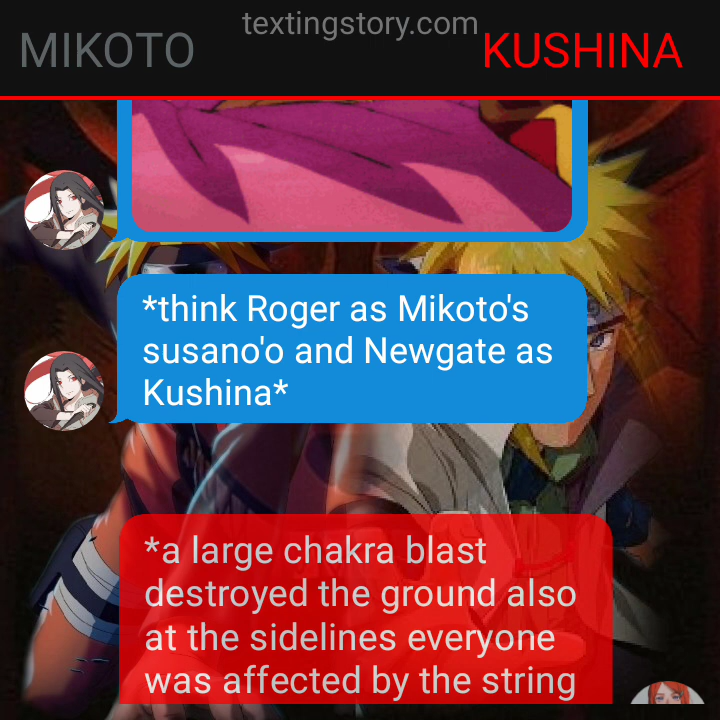 textingstory.com
MIKOTO
KUSHINA
*think Roger as Mikoto's
susano'o and Newgate as
Kushina*
*a large chakra blast
destroyed the ground also
at the sidelines everyone
was affected by the string